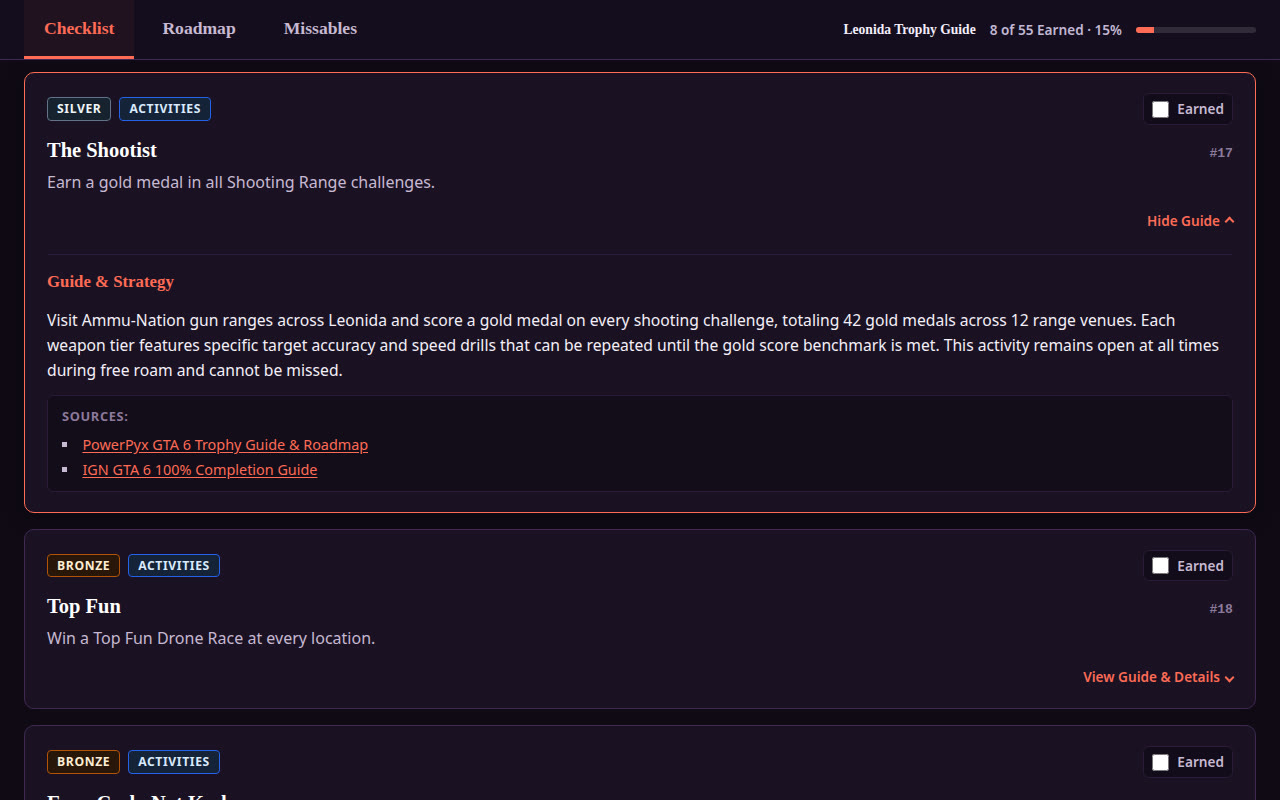 Checklist Roadmap Missables Leonida Trophy Guide 8 of 55 Earned · 15%
SILVER ACTIVITIES Earned
The Shootist #17
Earn a gold medal in all Shooting Range challenges.
Hide Guide
Guide & Strategy
Visit Ammu-Nation gun ranges across Leonida and score a gold medal on every shooting challenge, totaling 42 gold medals across 12 range venues. Each
weapon tier features specific target accuracy and speed drills that can be repeated until the gold score benchmark is met. This activity remains open at all times
during free roam and cannot be missed.
SOURCES:
PowerPyx GTA 6 Trophy Guide & Roadmap
IGN GTA 6 100% Completion Guide
BRONZE ACTIVITIES Earned
Top Fun #18
Win a Top Fun Drone Race at every location.
View Guide & Details
BRONZE ACTIVITIES Earned